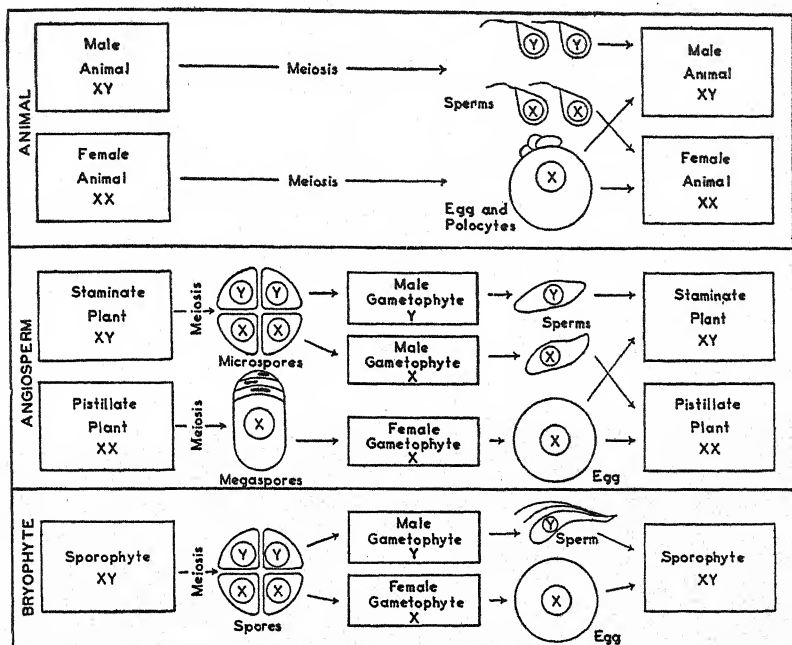 ANIMAL
Male
Animal
XY
Meiosis
Y Y
Sperms
X X
Male
Animal
XY
Female
Animal
XX
Meiosis
X
Egg and
Polocytes
Female
Animal
XX
ANGIOSPERM
Staminate
Plant
XY
Meiosis
Y Y
X X
Microspores
Male
Gametophyte
Y
Y
Sperms
Male
Gametophyte
X
X
Staminate
Plant
XY
Pistillate
Plant
XX
Meiosis
X
Megaspores
Female
Gametophyte
X
X
Egg
Pistillate
Plant
XX
BRYOPHYTE
Sporophyte
XY
Meiosis
Y Y
X X
Spores
Male
Gametophyte
Y
Y
Sperm
Female
Gametophyte
X
X
Egg
Sporophyte
XY